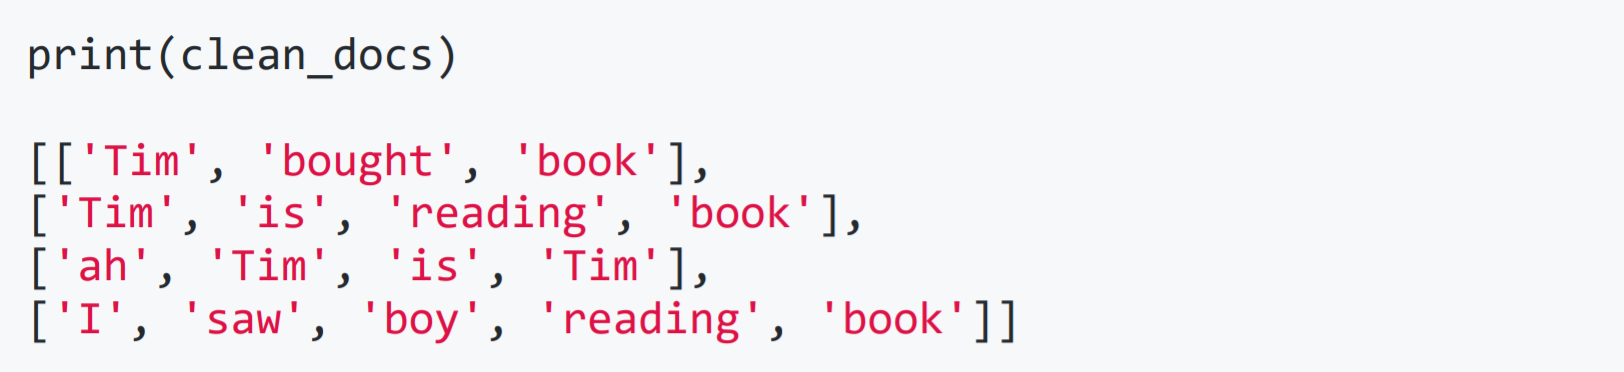 print(clean_docs)
[['Tim', 'bought', 'book'],
['Tim', 'is', 'reading', 'book'],
['ah', 'Tim', 'is', 'Tim'],
['I', 'saw', 'boy', 'reading', 'book']]